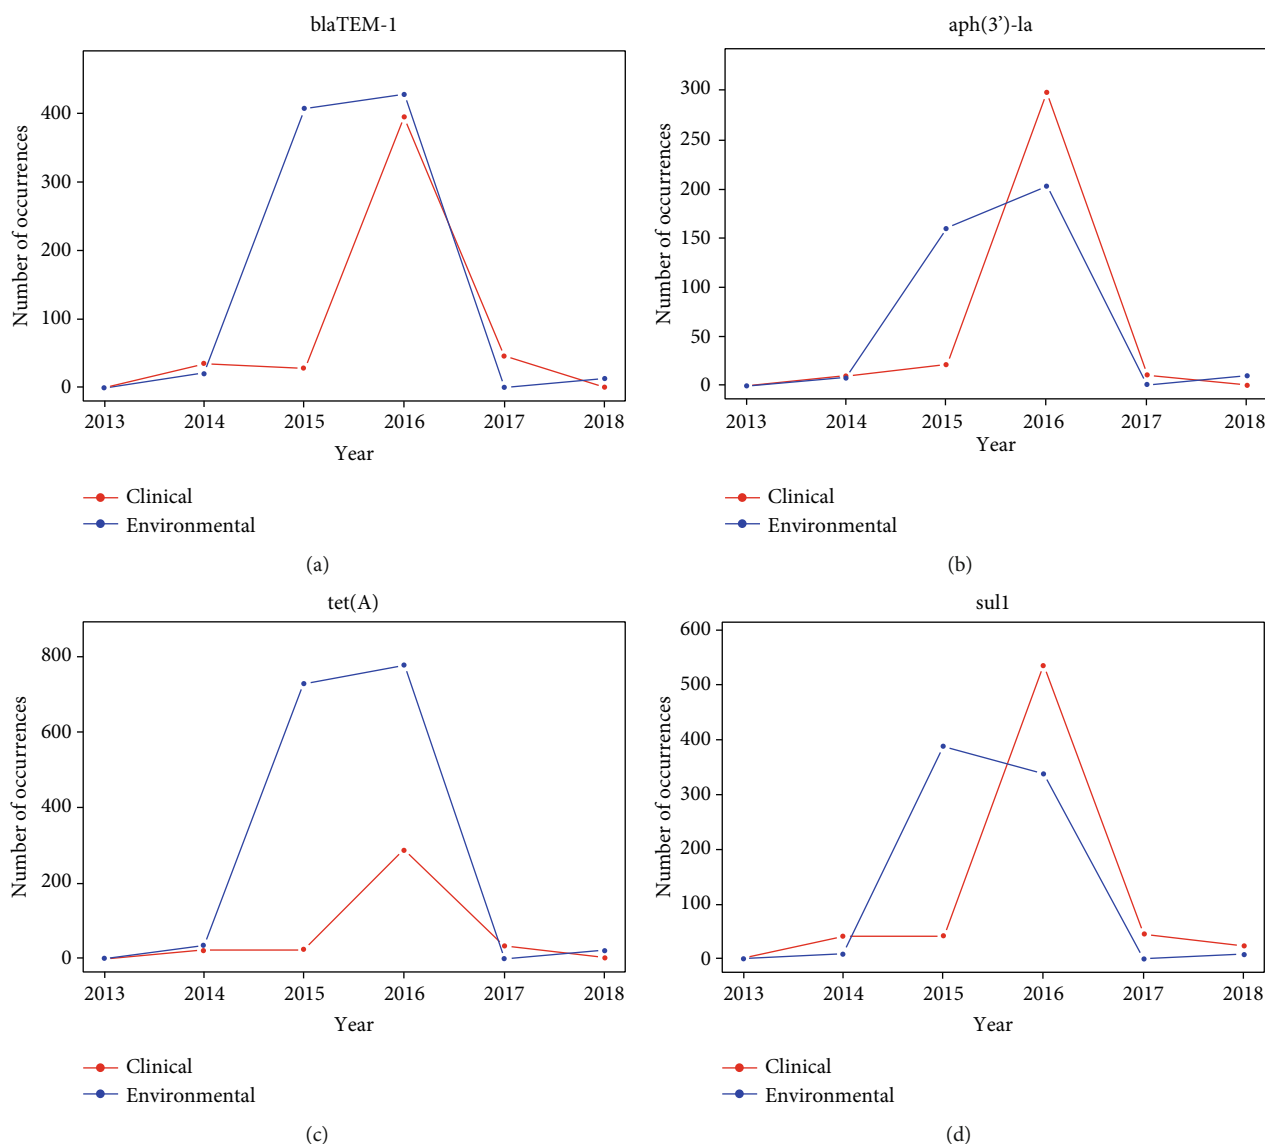 blaTEM-1
Number of occurrences
400
300
200
100
0
2013 2014 2015 2016 2017 2018
Year
Clinical
Environmental
(a)
aph(3’)-la
Number of occurrences
300
250
200
150
100
50
0
2013 2014 2015 2016 2017 2018
Year
Clinical
Environmental
(b)
tet(A)
Number of occurrences
800
600
400
200
0
2013 2014 2015 2016 2017 2018
Year
Clinical
Environmental
(c)
sul1
Number of occurrences
600
500
400
300
200
100
0
2013 2014 2015 2016 2017 2018
Year
Clinical
Environmental
(d)